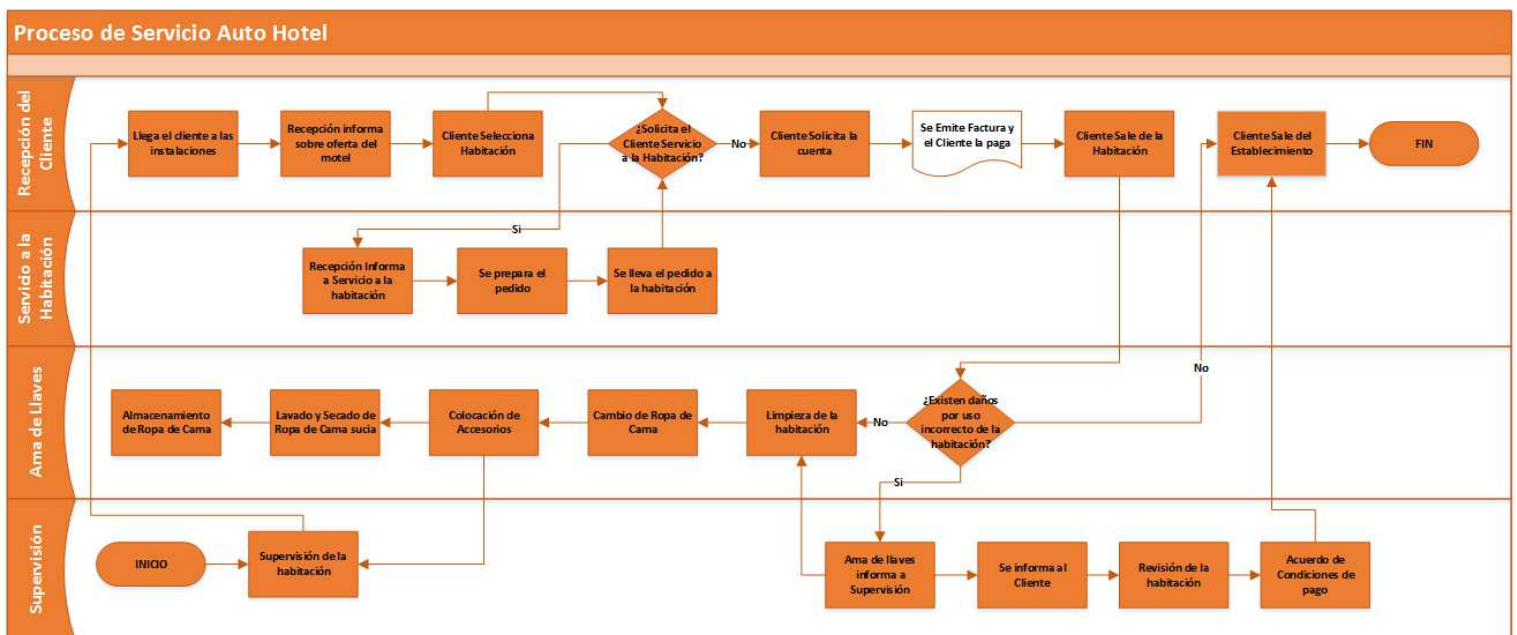 Proceso de Servicio Auto Hotel
Recepción del
Cliente
Llega el cliente a las
instalaciones
Recepción informa
sobre oferta del
motel
Cliente Selecciona
Habitación
¿Solicita el
Cliente Servicio
a la Habitación?
No
Cliente Solicita la
cuenta
Se Emite Factura y
el Cliente la paga
Cliente Sale de la
Habitación
Cliente Sale del
Establecimiento
FIN
Servido a la
Habitación
Si
Recepción Informa
a Servicio a la
habitación
Se prepara el
pedido
Se lleva el pedido a
la habitación
Ama de Llaves
Almacenamiento
de Ropa de Cama
Lavado y Secado de
Ropa de Cama sucia
Colocación de
Accesorios
Cambio de Ropa de
Cama
Limpieza de la
habitación
No
¿Existen daños
por uso
incorrecto de la
habitación?
No
Si
Supervisión
INICIO
Supervisión de la
habitación
Ama de llaves
informa a
Supervisión
Se informa al
Cliente
Revisión de la
habitación
Acuerdo de
Condiciones de
pago